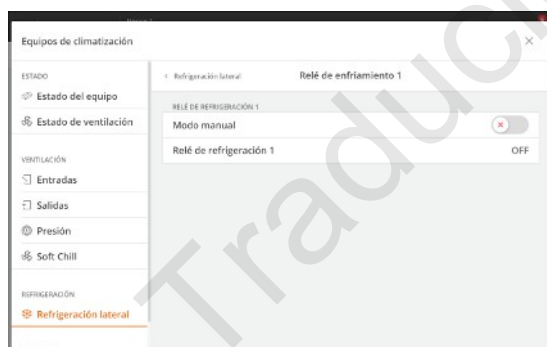 Equipos de climatización
ESTADO
Estado del equipo
Estado de ventilación
VENTILACIÓN
Entradas
Salidas
Presión
Soft Chill
REFRIGERACIÓN
Refrigeración lateral
< Refrigeración lateral
Relé de enfriamiento 1
RELÉ DE REFRIGERACIÓN 1
Modo manual
Relé de refrigeración 1 OFF
Traduc